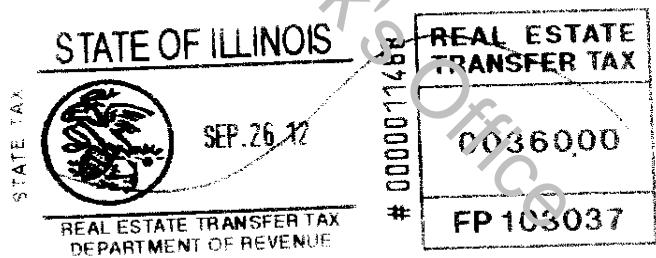 STATE OF ILLINOIS
STATE TAX
SEP.26.12
REAL ESTATE TRANSFER TAX
DEPARTMENT OF REVENUE
REAL ESTATE
TRANSFER TAX
0036000
FP 103037
Office